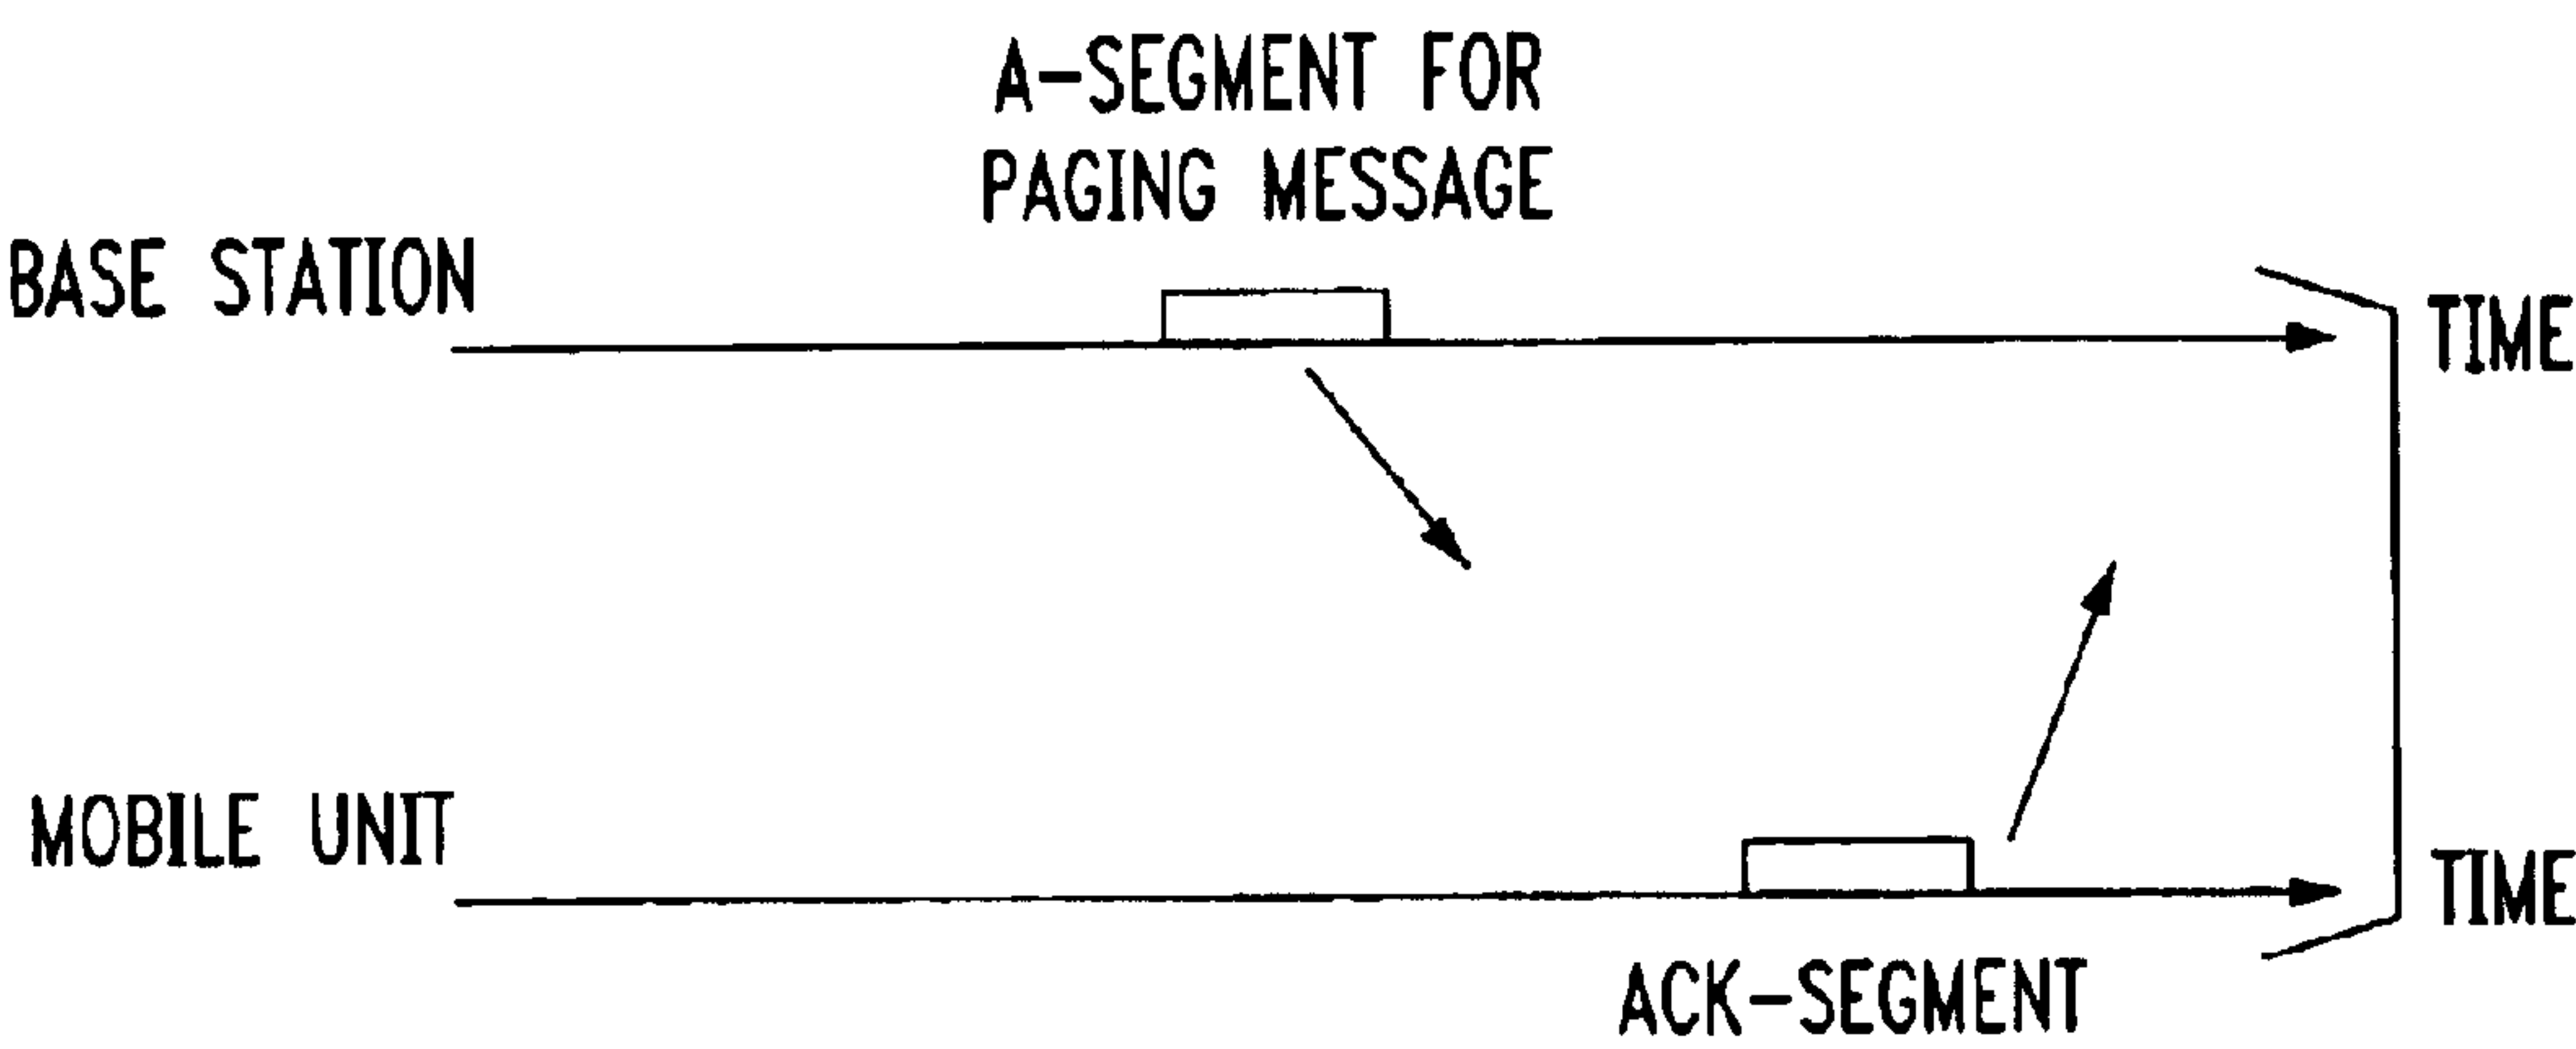 A-SEGMENT FOR
PAGING MESSAGE
BASE STATION
TIME
MOBILE UNIT
TIME
ACK-SEGMENT